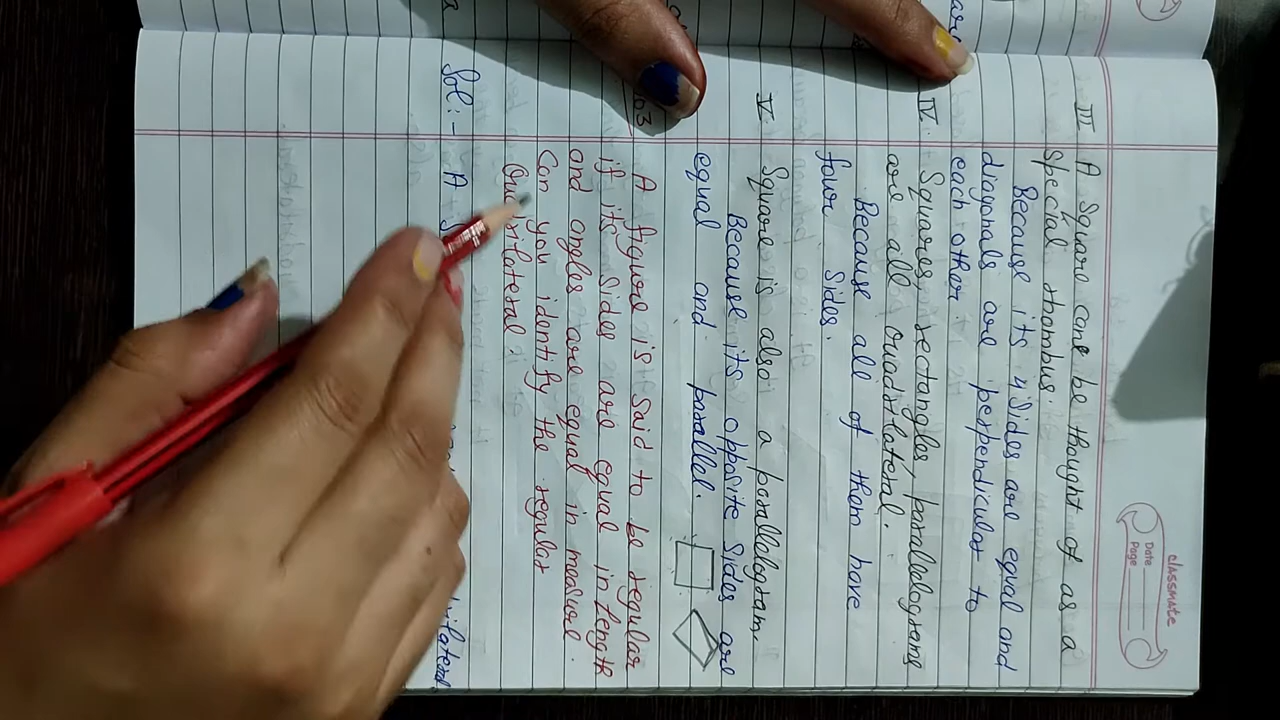 classmate
Date
Page
III A Square can be thought of as a
special rhombus.
Because its 4 sides are equal and
diagonals are perpendicular to
each other.
IV. Squares, rectangles, parallelograms
are all Quadrilateral.
Because all of them have
four sides.
V Square is also a parallelogram.
Because its opposite sides are
equal and parallel.
A figure is said to be regular
if its sides are equal in length
and angles are equal in measure.
Can you identify the regular
Quadrilateral?
Sol:- A